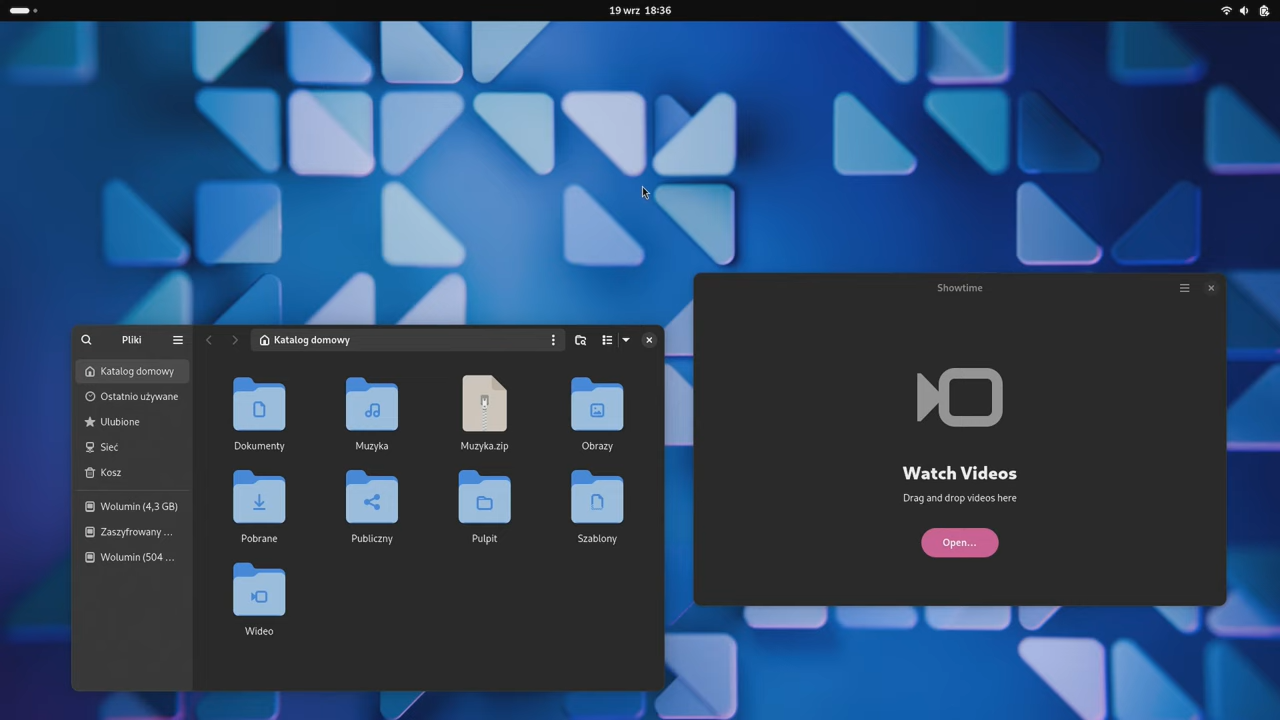 19 wrz 18:36
Showtime
Pliki
Katalog domowy
Katalog domowy
Ostatnio używane
Ulubione
Sieć
Kosz
Wolumin (4,3 GB)
Zaszyfrowany ...
Wolumin (504 ...
Dokumenty
Muzyka
Muzyka.zip
Obrazy
Pobrane
Publiczny
Pulpit
Szablony
Wideo
Watch Videos
Drag and drop videos here
Open...